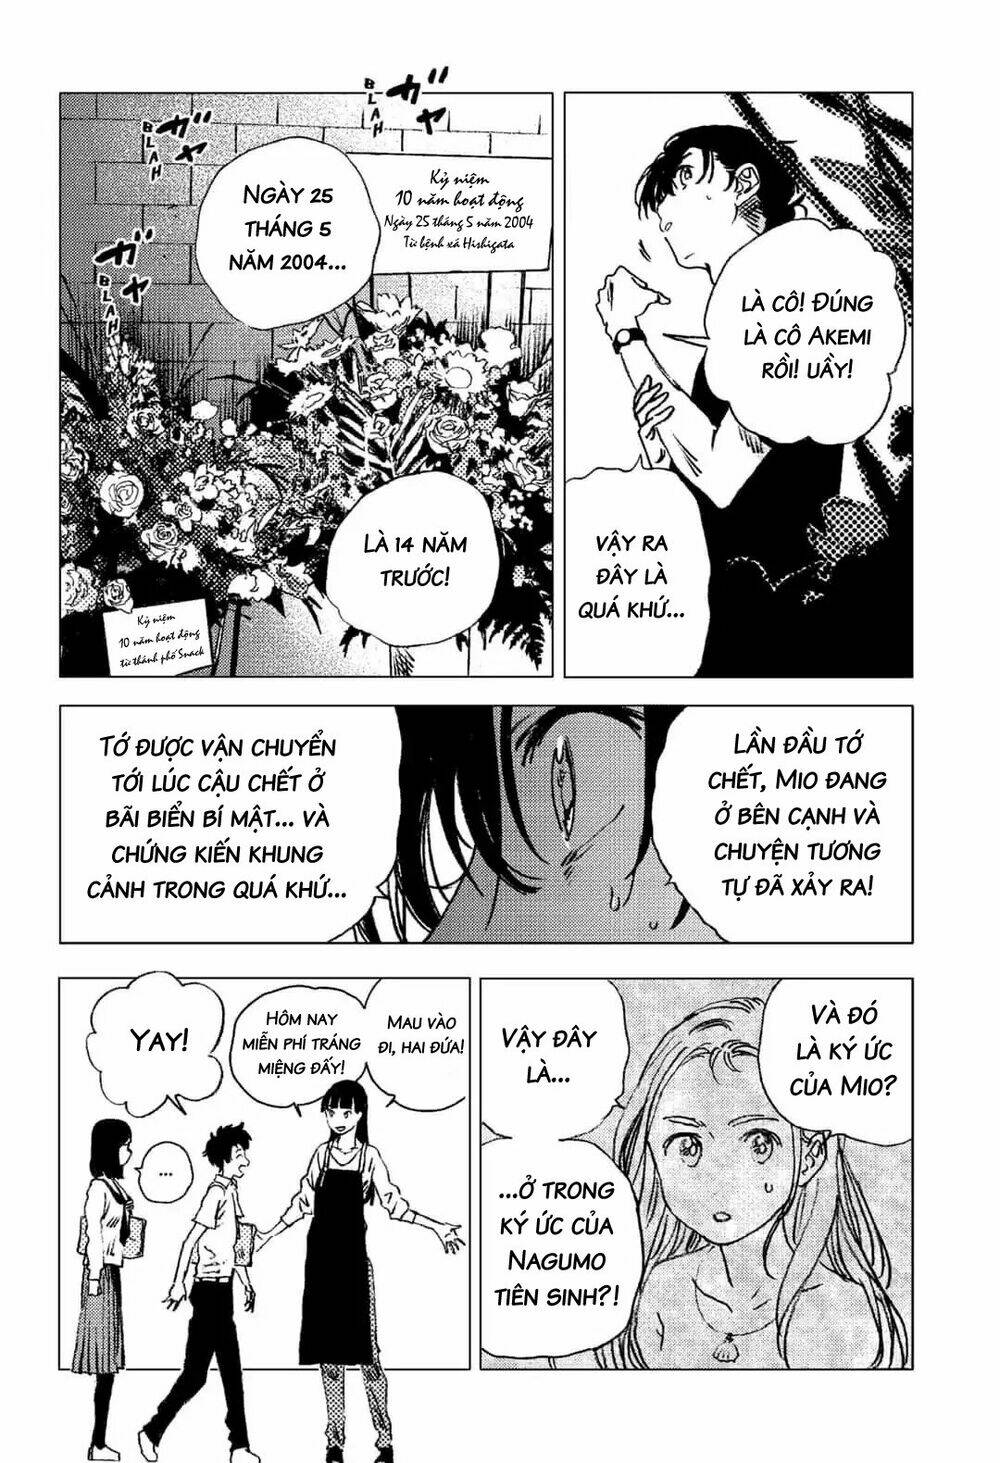 LÀ CÔ! ĐÚNG
LÀ CÔ AKEMI
RỒI! UẦY!
VẬY RA
ĐÂY LÀ
QUÁ KHỨ...
ガヤ
BLAH
ガヤ
BLAH
ガヤ
BLAH
Kỷ niệm
10 năm hoạt động
Ngày 25 tháng 5 năm 2004
Từ bệnh xá Hishigata
NGÀY 25
THÁNG 5
NĂM 2004...
LÀ 14 NĂM
TRƯỚC!
Kỷ niệm
10 năm hoạt động
từ thành phố Snack
LẦN ĐẦU TỚ
CHẾT, MIO ĐANG
Ở BÊN CẠNH VÀ
CHUYỆN TƯƠNG
TỰ ĐÃ XẢY RA!
TỚ ĐƯỢC VẬN CHUYỂN
TỚI LÚC CẬU CHẾT Ở
BÃI BIỂN BÍ MẬT... VÀ
CHỨNG KIẾN KHUNG
CẢNH TRONG QUÁ KHỨ...
VÀ ĐÓ
LÀ KÝ ỨC
CỦA MIO?
VẬY ĐÂY
LÀ...
...Ở TRONG
KÝ ỨC CỦA
NAGUMO
TIÊN SINH?!
MAU VÀO
ĐI, HAI ĐỨA!
HÔM NAY
MIỄN PHÍ TRÁNG
MIỆNG ĐẤY!
YAY!
...